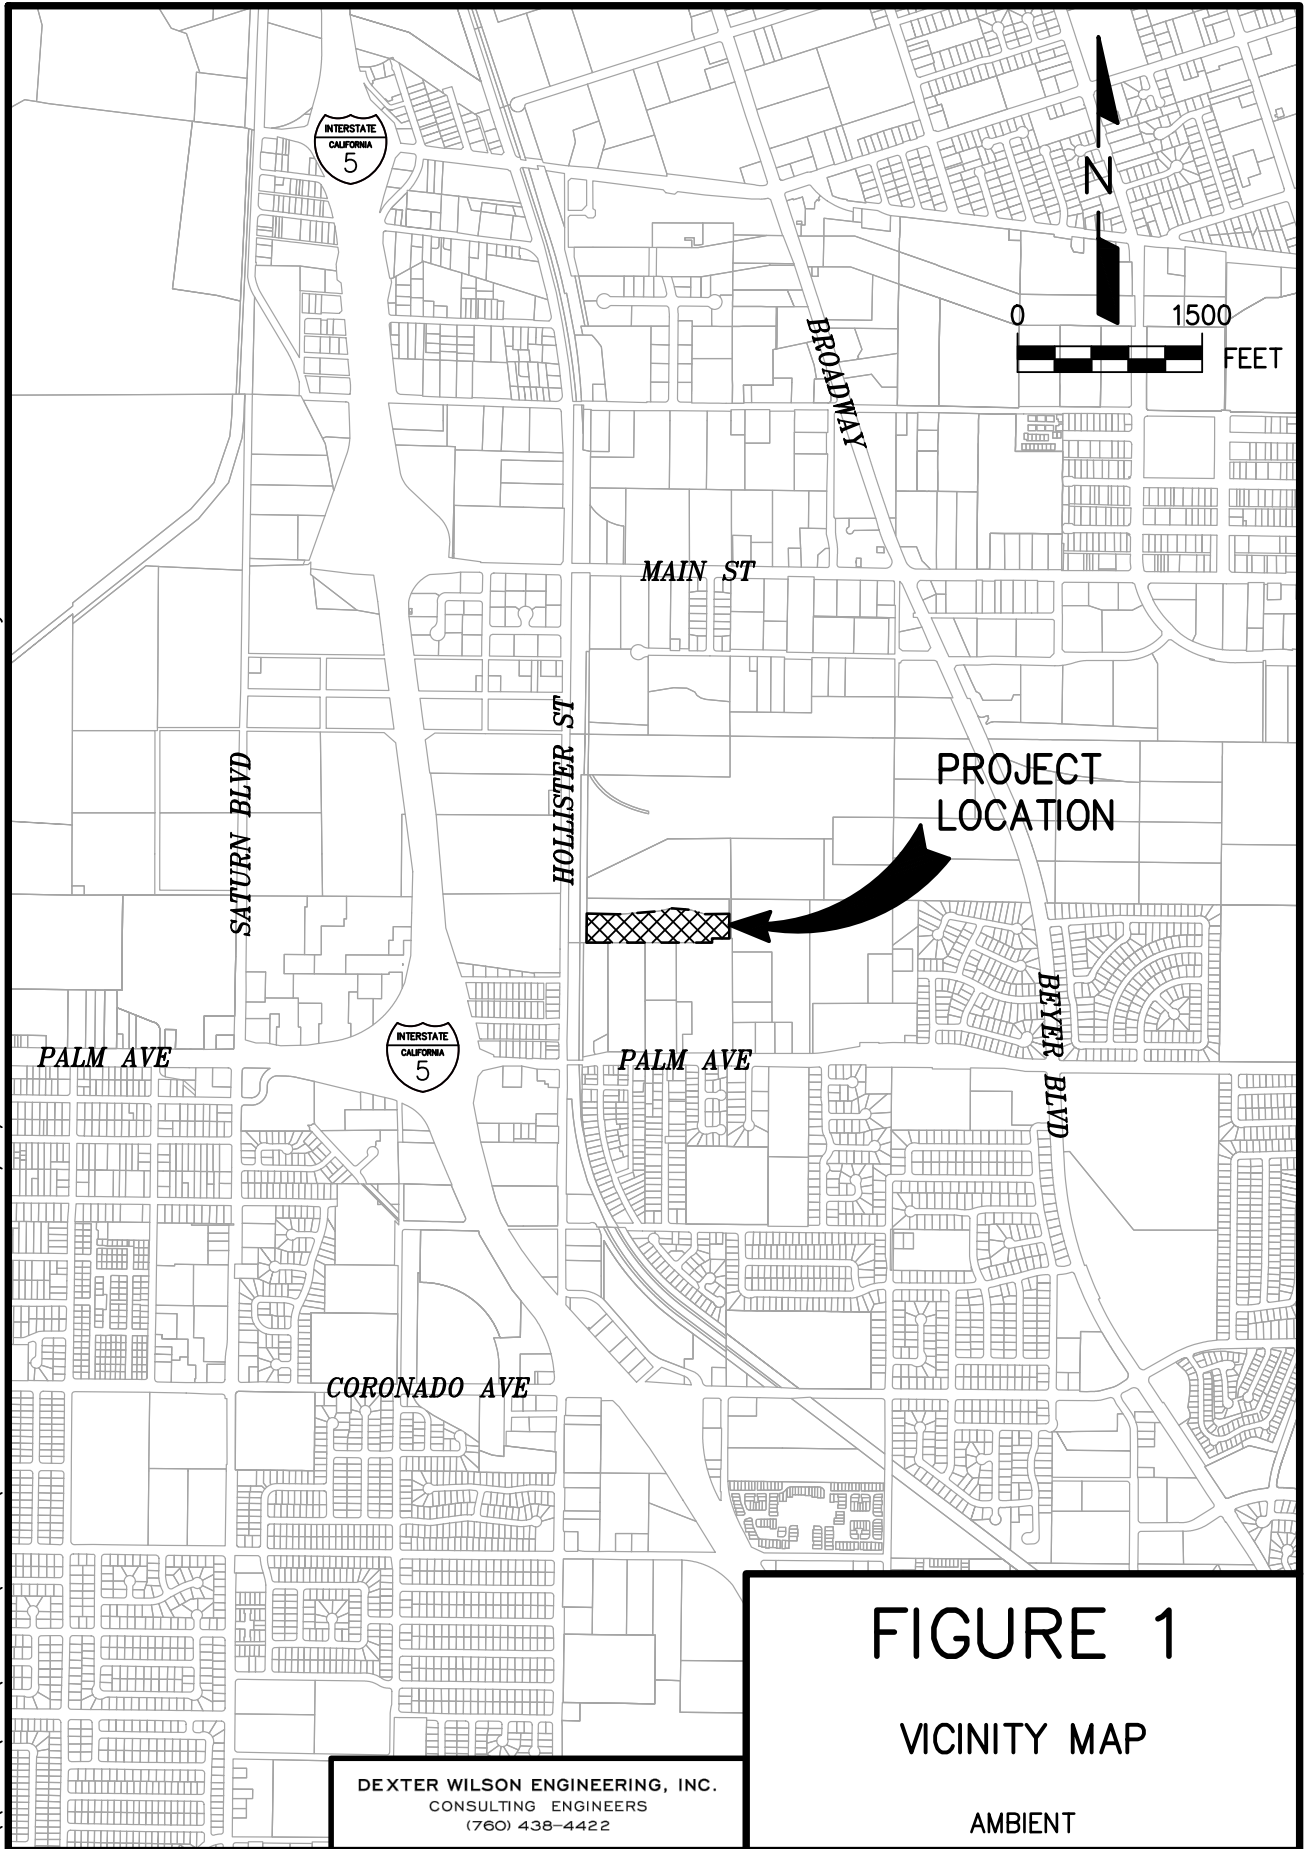 INTERSTATE
CALIFORNIA
5
N
0 1500
FEET
BROADWAY
MAIN ST
HOLLISTER ST
SATURN BLVD
PROJECT
LOCATION
BEYER BLVD
INTERSTATE
CALIFORNIA
5
PALM AVE
PALM AVE
CORONADO AVE
FIGURE 1
VICINITY MAP
AMBIENT
DEXTER WILSON ENGINEERING, INC.
CONSULTING ENGINEERS
(760) 438-4422